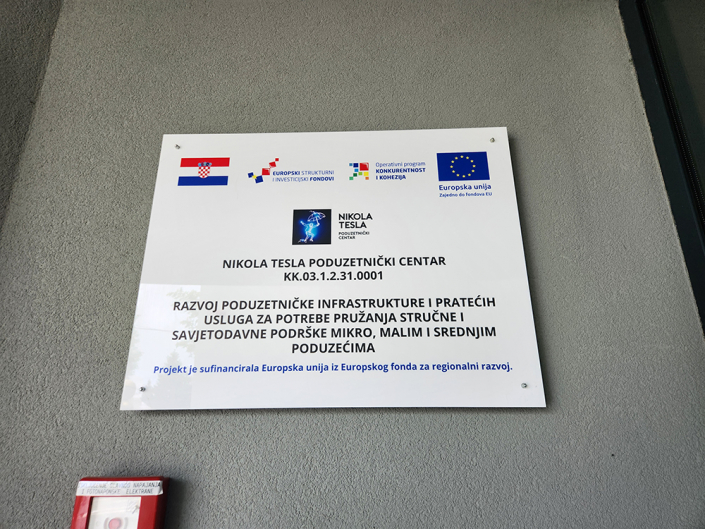 EUROPSKI STRUKTURNI
I INVESTICIJSKI FONDOVI
Operativni program
KONKURENTNOST
I KOHEZIJA
Europska unija
Zajedno do fondova EU
NIKOLA
TESLA
PODUZETNIČKI
CENTAR
NIKOLA TESLA PODUZETNIČKI CENTAR
KK.03.1.2.31.0001
RAZVOJ PODUZETNIČKE INFRASTRUKTURE I PRATEĆIH
USLUGA ZA POTREBE PRUŽANJA STRUČNE I
SAVJETODAVNE PODRŠKE MIKRO, MALIM I SREDNJIM
PODUZEĆIMA
Projekt je sufinancirala Europska unija iz Europskog fonda za regionalni razvoj.
NAPAJANJA
ELEKTRANE